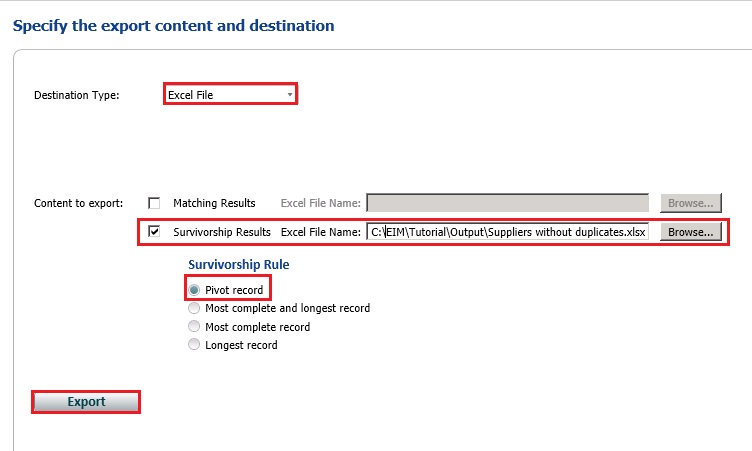 Specify the export content and destination
Destination Type: Excel File
Content to export: Matching Results Excel File Name: Browse...
Survivorship Results Excel File Name: C:\EIM\Tutorial\Output\Suppliers without duplicates.xlsx Browse...
Survivorship Rule
Pivot record
Most complete and longest record
Most complete record
Longest record
Export